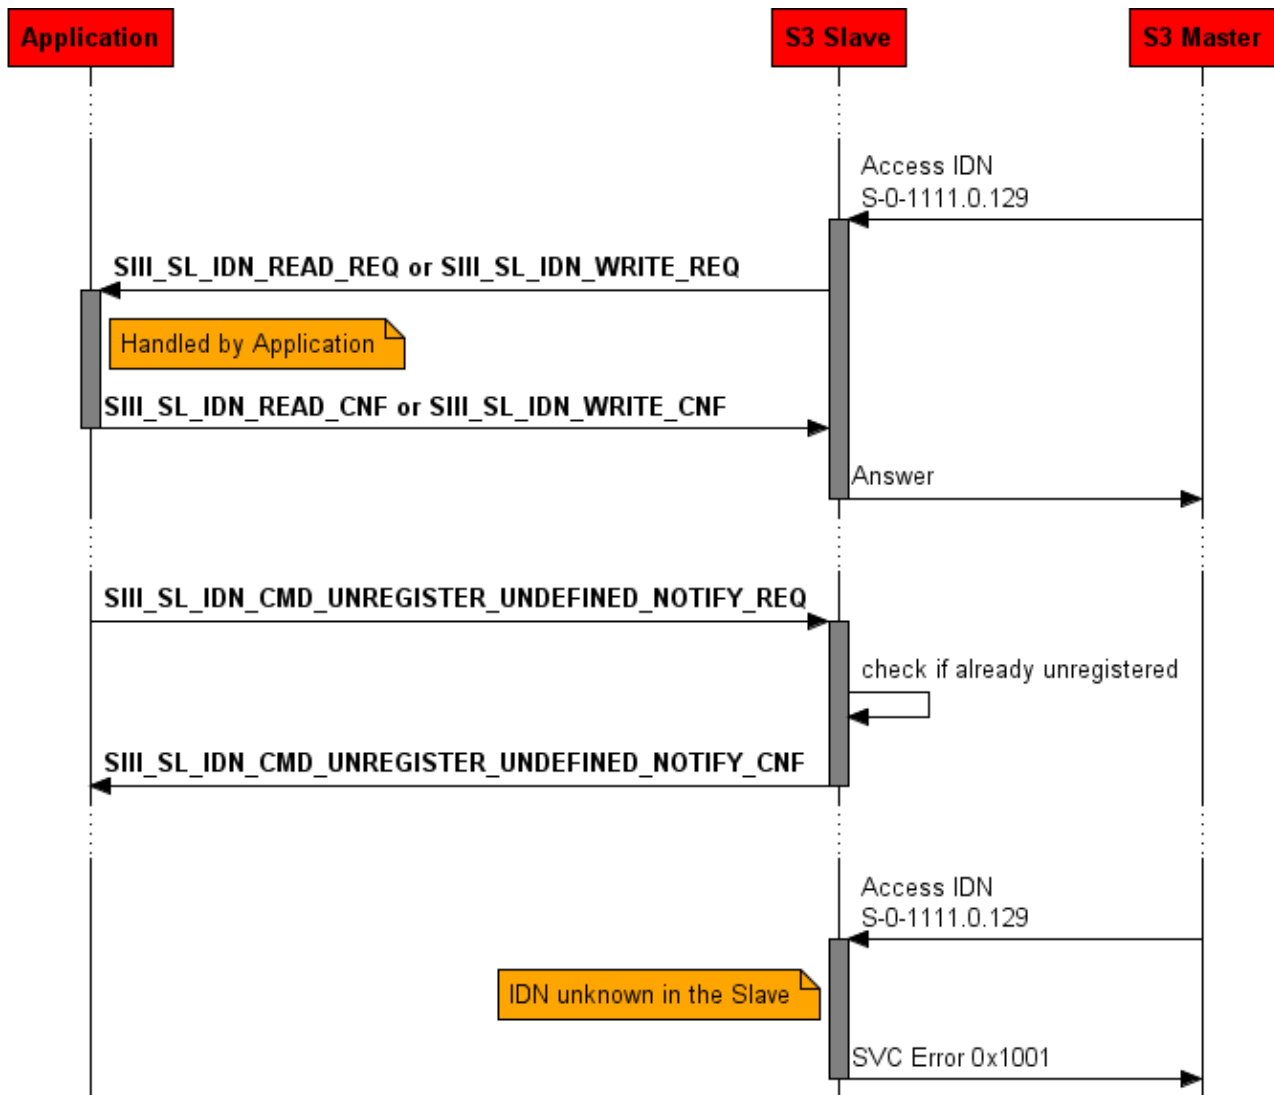 Application
S3 Slave
S3 Master
Access IDN
S-0-1111.0.129
SIII_SL_IDN_READ_REQ or SIII_SL_IDN_WRITE_REQ
Handled by Application
SIII_SL_IDN_READ_CNF or SIII_SL_IDN_WRITE_CNF
Answer
SIII_SL_IDN_CMD_UNREGISTER_UNDEFINED_NOTIFY_REQ
check if already unregistered
SIII_SL_IDN_CMD_UNREGISTER_UNDEFINED_NOTIFY_CNF
Access IDN
S-0-1111.0.129
IDN unknown in the Slave
SVC Error 0x1001